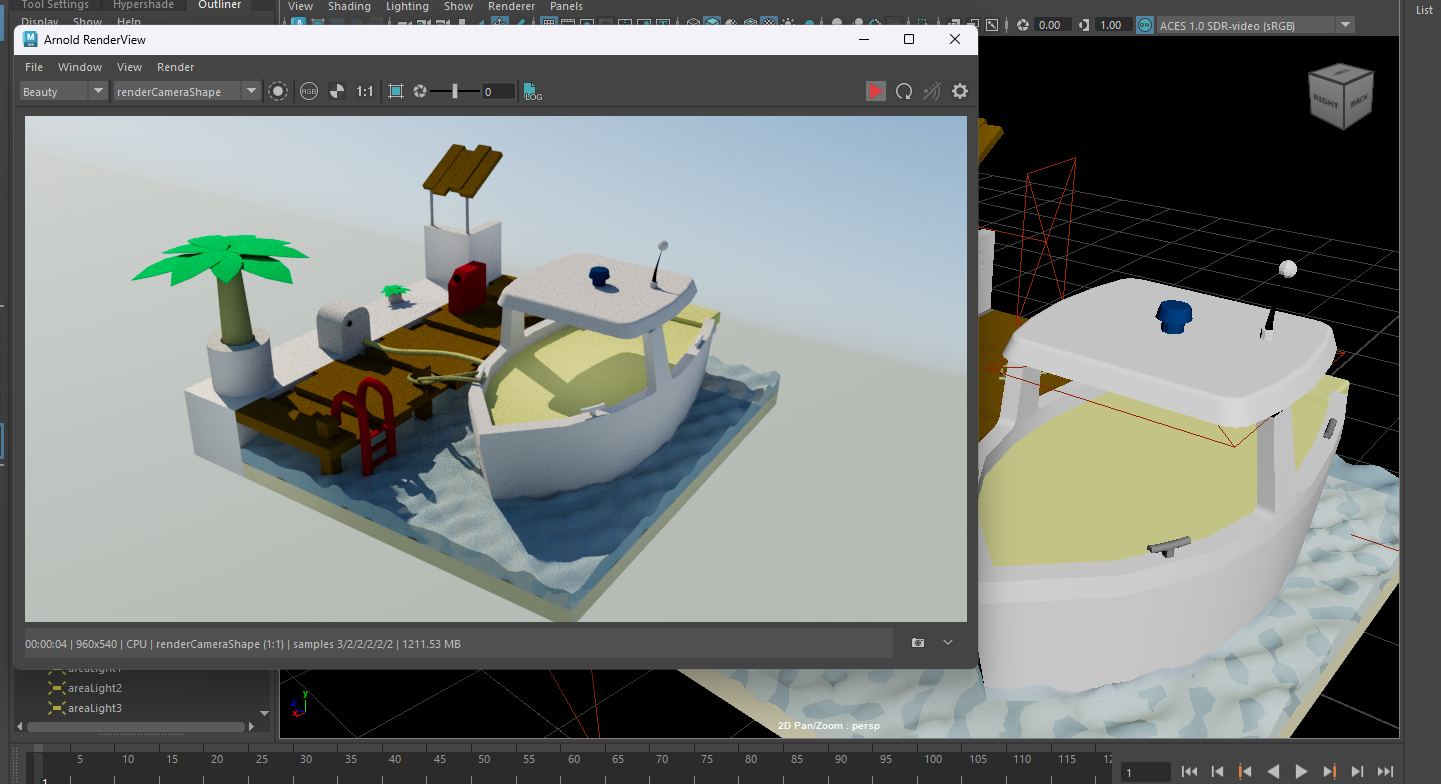 Tool Settings Hypershade Outliner
Display Show Help
View Shading Lighting Show Renderer Panels
0.00 1.00 ON ACES 1.0 SDR-video (sRGB)
List
Arnold RenderView
File Window View Render
Beauty renderCameraShape RGB 1:1 0 LOG
RIGHT BACK
00:00:04 | 960x540 | CPU | renderCameraShape (1:1) | samples 3/2/2/2/2/2 | 1211.53 MB
areaLight1
areaLight2
areaLight3
y
z
x
2D Pan/Zoom : persp
5 10 15 20 25 30 35 40 45 50 55 60 65 70 75 80 85 90 95 100 105 110 115 12
1
1